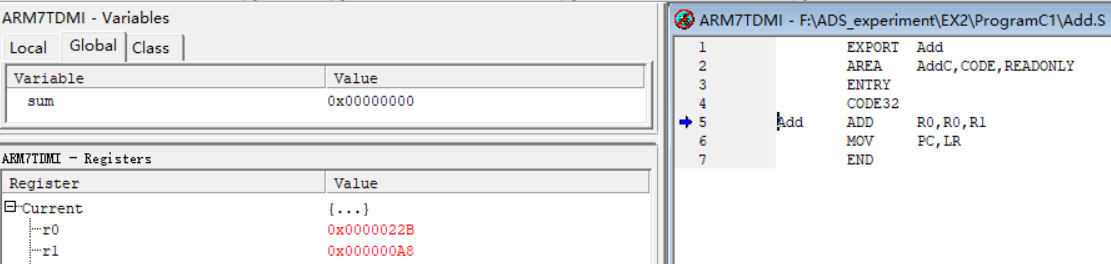 ARM7TDMI - Variables
Local Global Class
Variable Value
sum 0x00000000
ARM7TDMI - Registers
Register Value
Current {...}
r0 0x0000022B
r1 0x000000A8
ARM7TDMI - F:\ADS_experiment\EX2\ProgramC1\Add.S
1 EXPORT Add
2 AREA AddC,CODE,READONLY
3 ENTRY
4 CODE32
5 Add ADD R0,R0,R1
6 MOV PC,LR
7 END